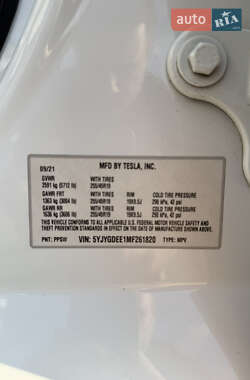 auto
RIA.com
MFD BY TESLA, INC.
09/21
GVWR WITH TIRES
2591 kg (5712 lb) 255/45R19
GAWR FRT WITH TIRES RIM COLD TIRE PRESSURE
1363 kg (3004 lb) 255/45R19 19X9.5J 290 kPa, 42 psi
GAWR RR WITH TIRES RIM COLD TIRE PRESSURE
1636 kg (3606 lb) 255/45R19 19X9.5J 290 kPa, 42 psi
THIS VEHICLE CONFORMS TO ALL APPLICABLE U.S. FEDERAL MOTOR VEHICLE SAFETY AND
THEFT PREVENTION STANDARDS IN EFFECT ON THE DATE OF MANUFACTURE SHOWN ABOVE.
PNT: PPSW VIN: 5YJYGDEE1MF261820 TYPE: MPV